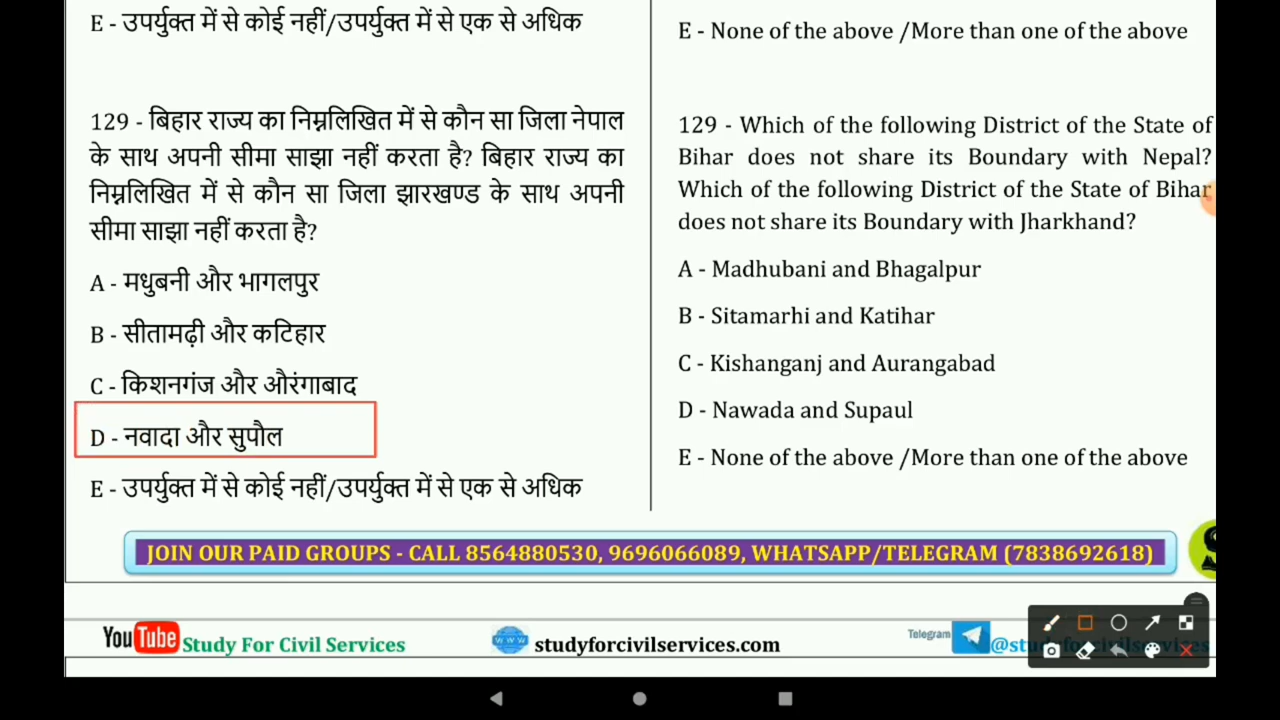 E - उपर्युक्त में से कोई नहीं/उपर्युक्त में से एक से अधिक
129 - बिहार राज्य का निम्नलिखित में से कौन सा जिला नेपाल
के साथ अपनी सीमा साझा नहीं करता है? बिहार राज्य का
निम्नलिखित में से कौन सा जिला झारखण्ड के साथ अपनी
सीमा साझा नहीं करता है?
A - मधुबनी और भागलपुर
B - सीतामढ़ी और कटिहार
C - किशनगंज और औरंगाबाद
D - नवादा और सुपौल
E - उपर्युक्त में से कोई नहीं/उपर्युक्त में से एक से अधिक
E - None of the above /More than one of the above
129 - Which of the following District of the State of
Bihar does not share its Boundary with Nepal?
Which of the following District of the State of Bihar
does not share its Boundary with Jharkhand?
A - Madhubani and Bhagalpur
B - Sitamarhi and Katihar
C - Kishanganj and Aurangabad
D - Nawada and Supaul
E - None of the above /More than one of the above
JOIN OUR PAID GROUPS - CALL 8564880530, 9696066089, WHATSAPP/TELEGRAM (7838692618)
YouTube Study For Civil Services
www studyforcivilservices.com
Telegram @studyforcivilservices